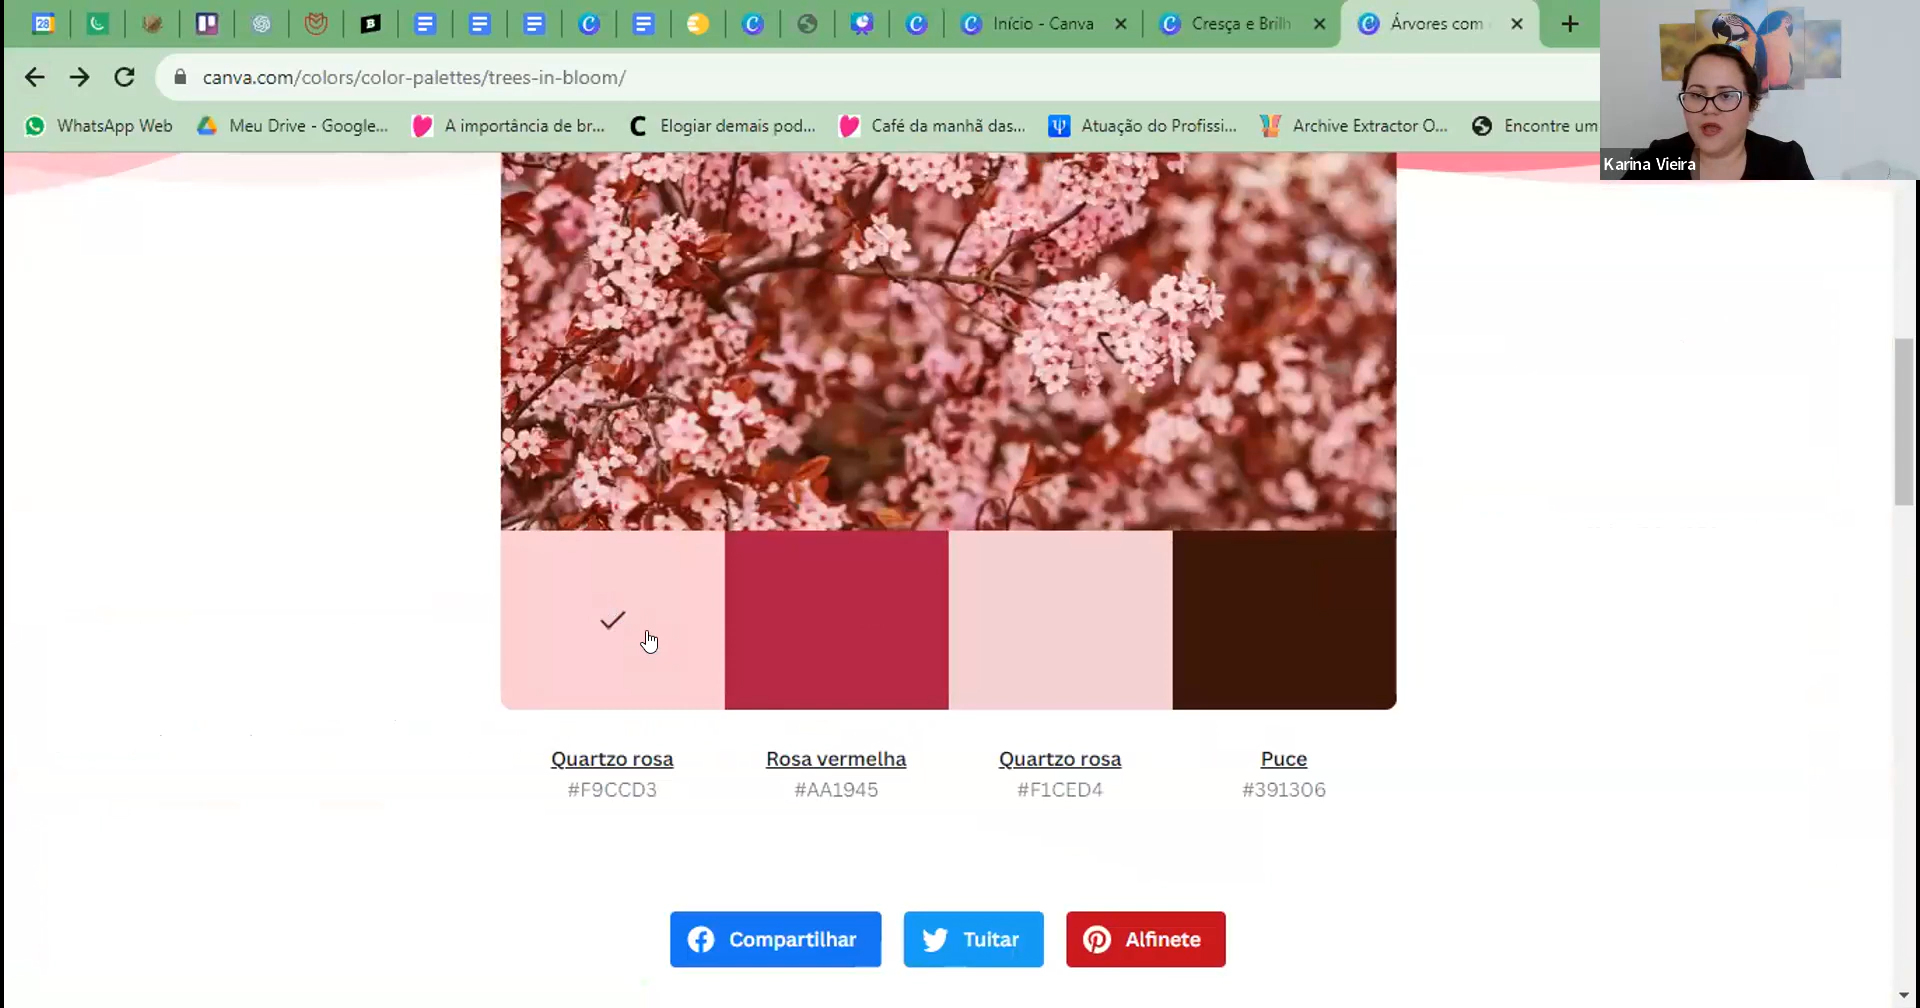 28
Início - Canva
Cresça e Brilh
Árvores com
canva.com/colors/color-palettes/trees-in-bloom/
WhatsApp Web
Meu Drive - Google...
A importância de br...
Elogiar demais pod...
Café da manhã das...
Atuação do Profissi...
Archive Extractor O...
Encontre um
Karina Vieira
Quartzo rosa
Rosa vermelha
Quartzo rosa
Puce
#F9CCD3
#AA1945
#F1CED4
#391306
Compartilhar
Tuitar
Alfinete